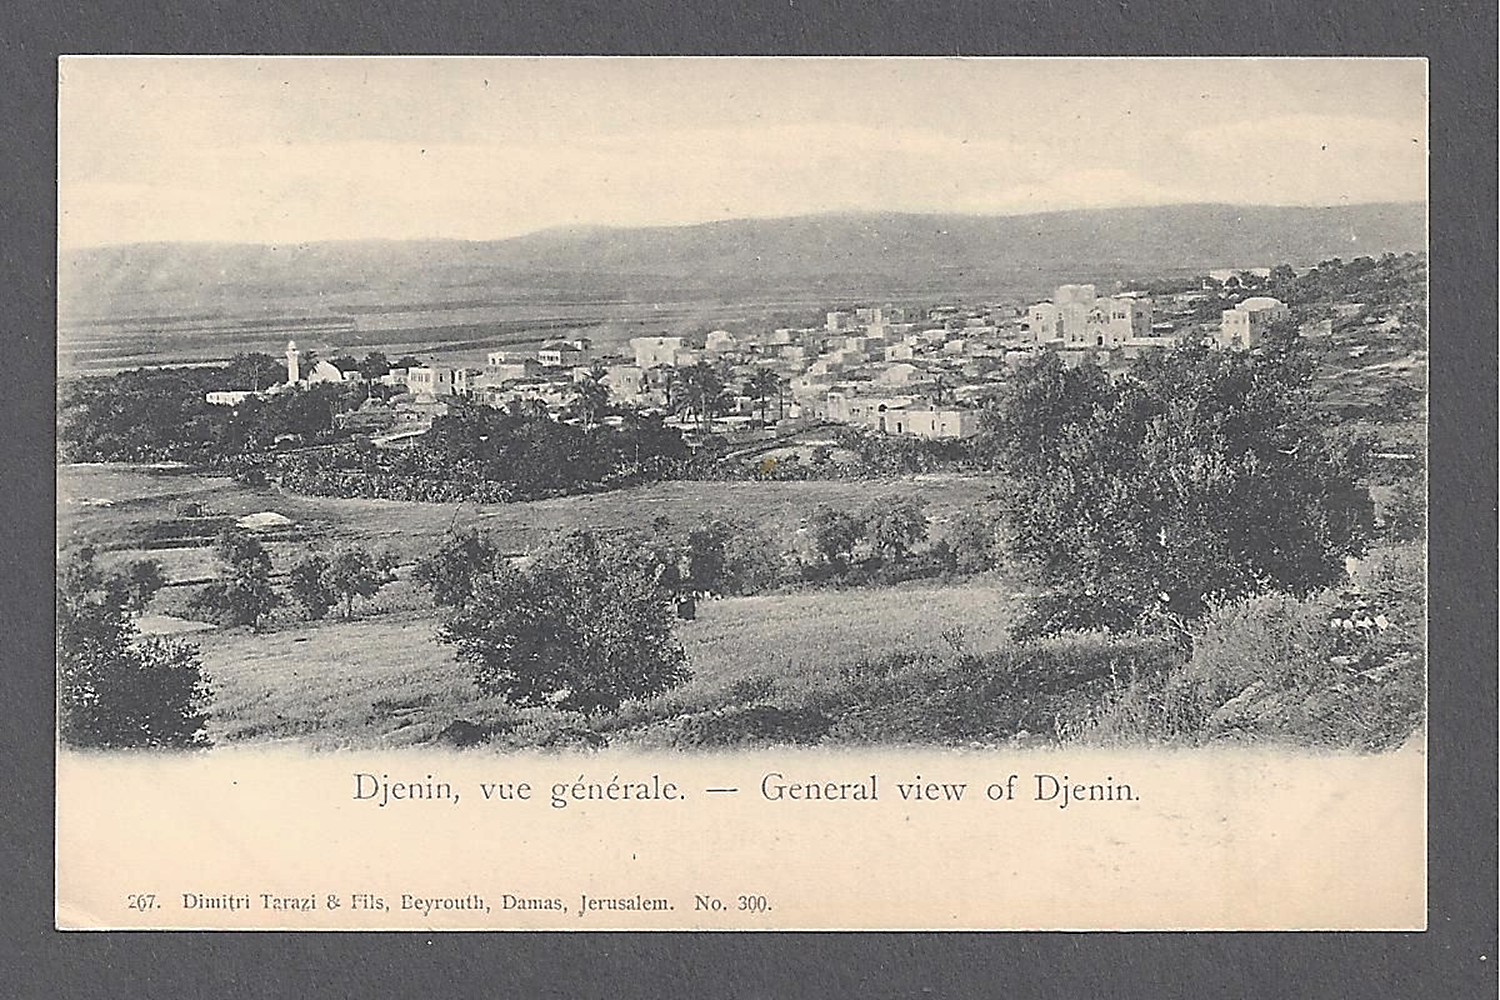 Djenin, vue générale. — General view of Djenin.
267. Dimitri Tarazi & Fils, Beyrouth, Damas, Jerusalem. No. 300.